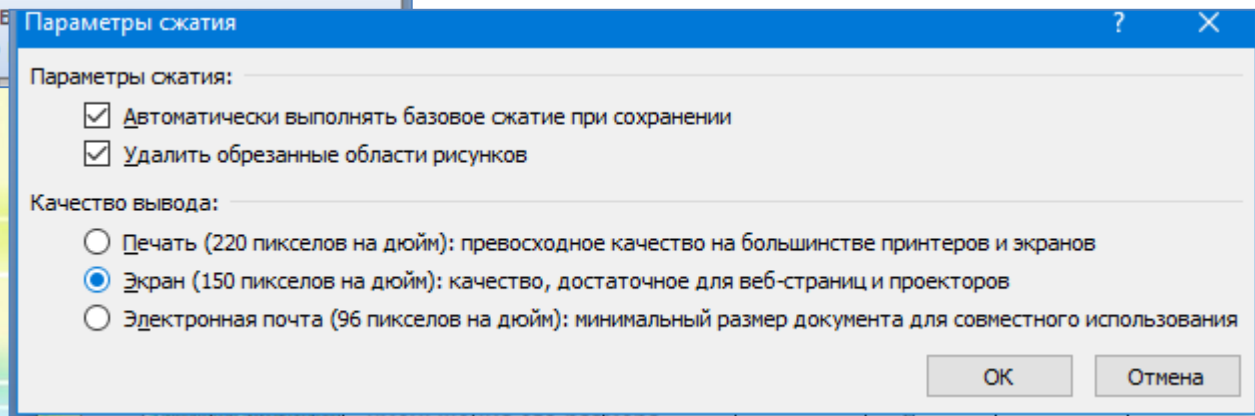 Параметры сжатия
Параметры сжатия:
Автоматически выполнять базовое сжатие при сохранении
Удалить обрезанные области рисунков
Качество вывода:
Печать (220 пикселов на дюйм): превосходное качество на большинстве принтеров и экранов
Экран (150 пикселов на дюйм): качество, достаточное для веб-страниц и проекторов
Электронная почта (96 пикселов на дюйм): минимальный размер документа для совместного использования
ОК
Отмена